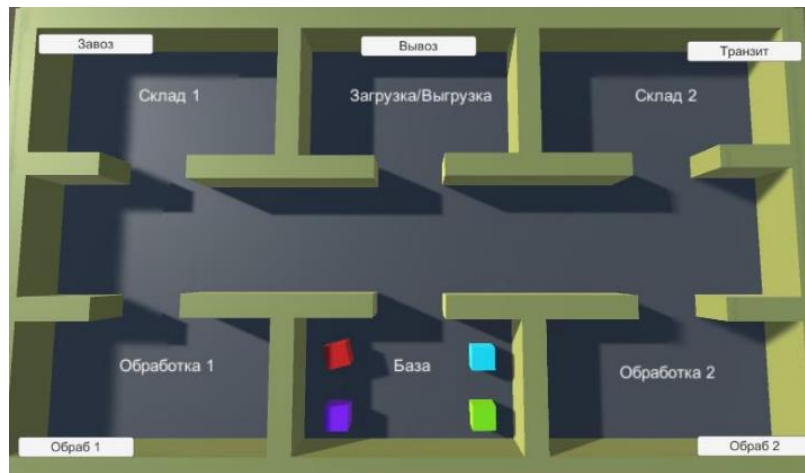 Завоз
Вывоз
Транзит
Склад 1
Загрузка/Выгрузка
Склад 2
Обработка 1
База
Обработка 2
Обраб 1
Обраб 2